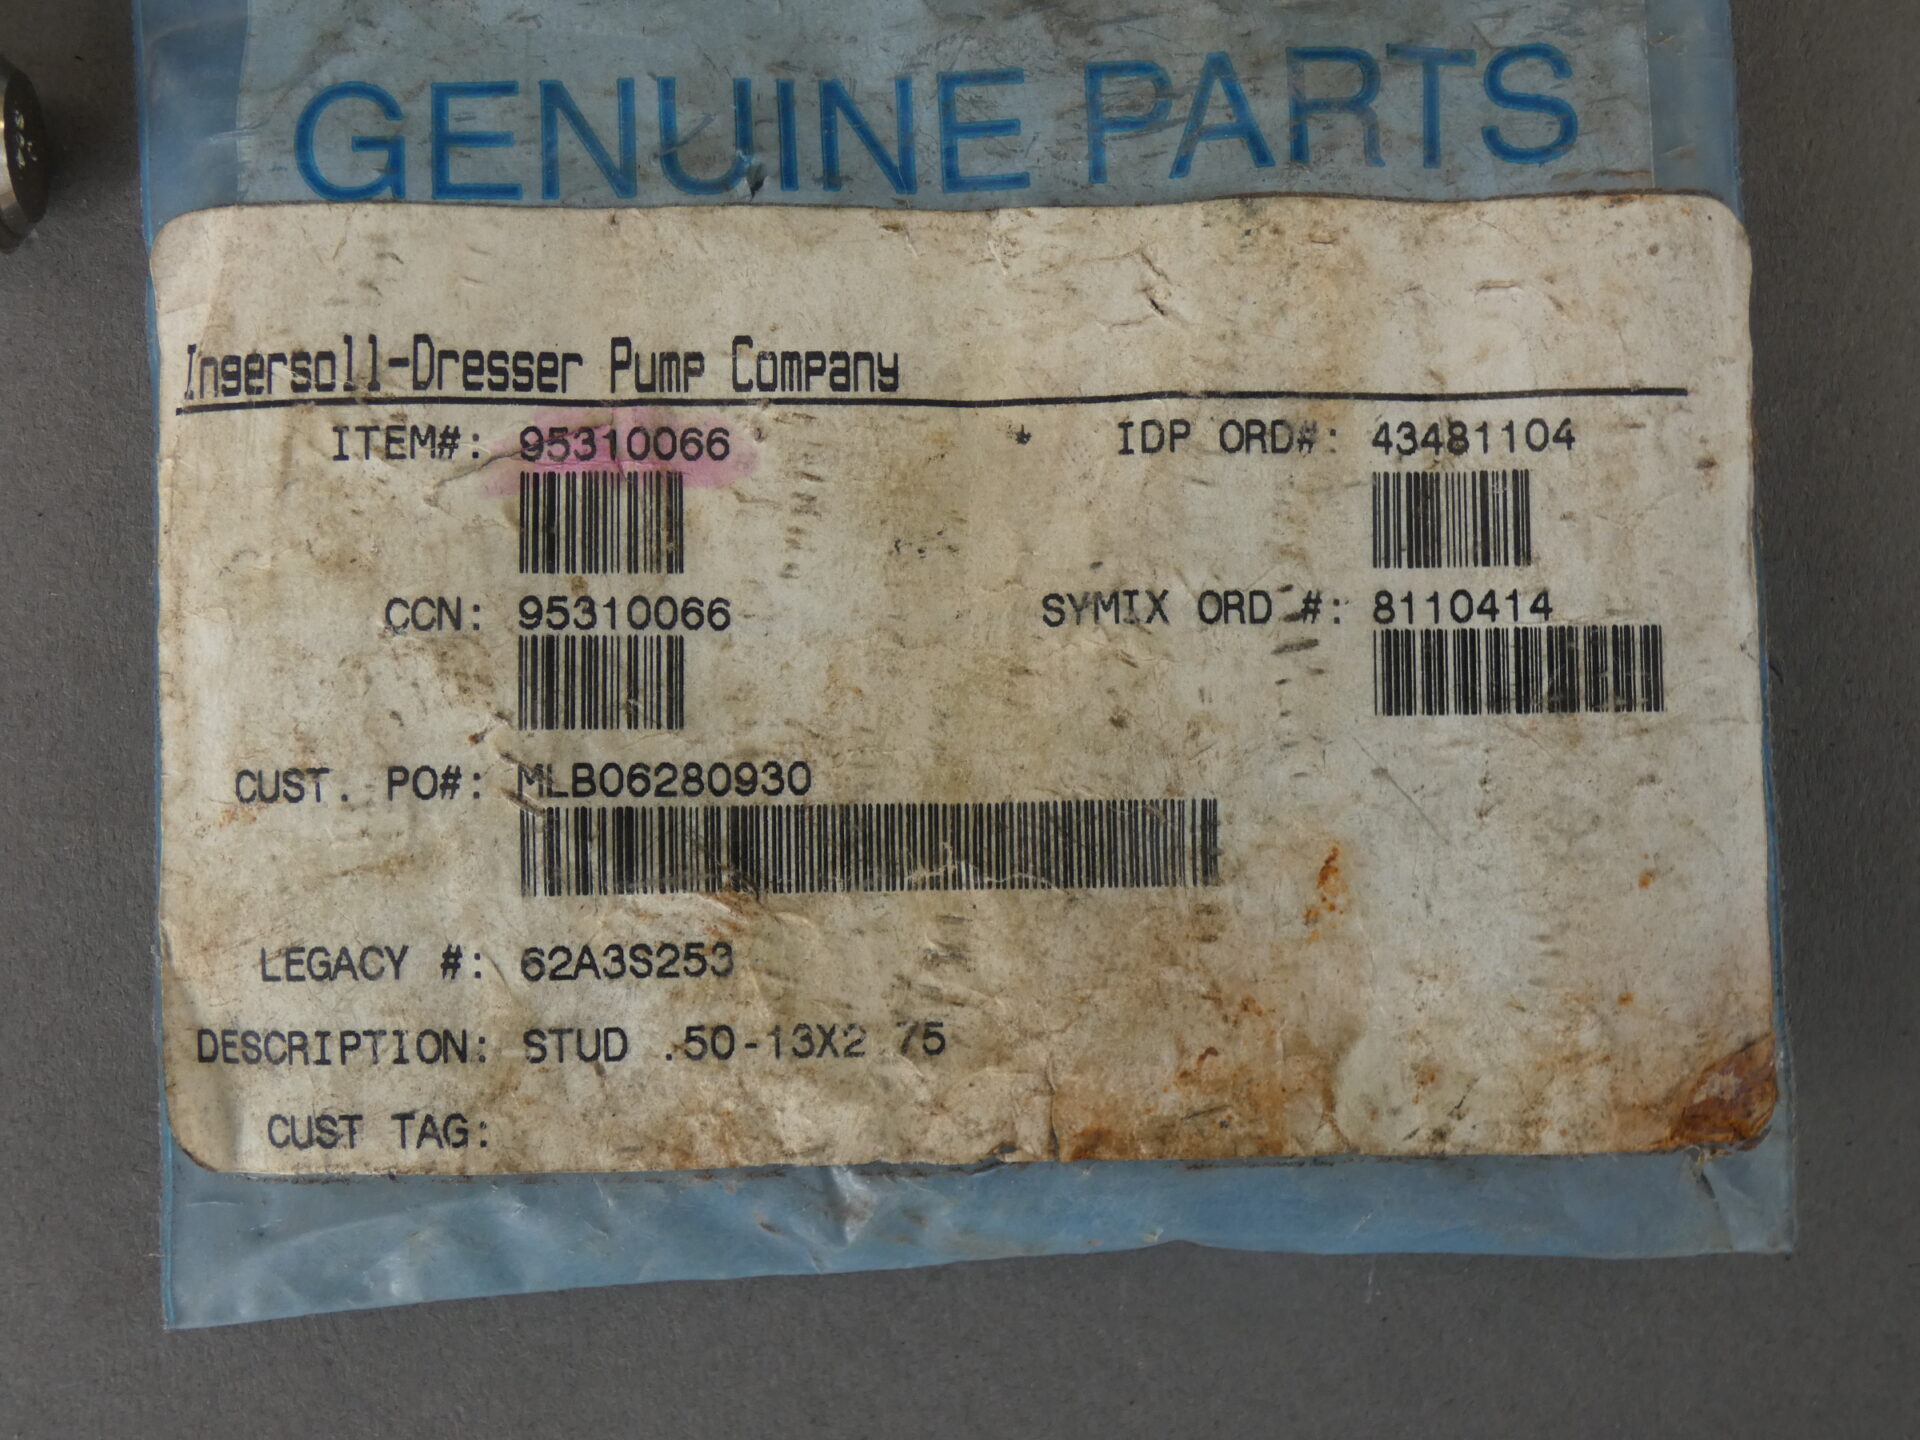 GENUINE PARTS
Ingersoll-Dresser Pump Company
ITEM#: 95310066
IDP ORD#: 43481104
CCN: 95310066
SYMIX ORD #: 8110414
CUST. PO#: MLB06280930
LEGACY #: 62A3S253
DESCRIPTION: STUD .50-13X2 75
CUST TAG: